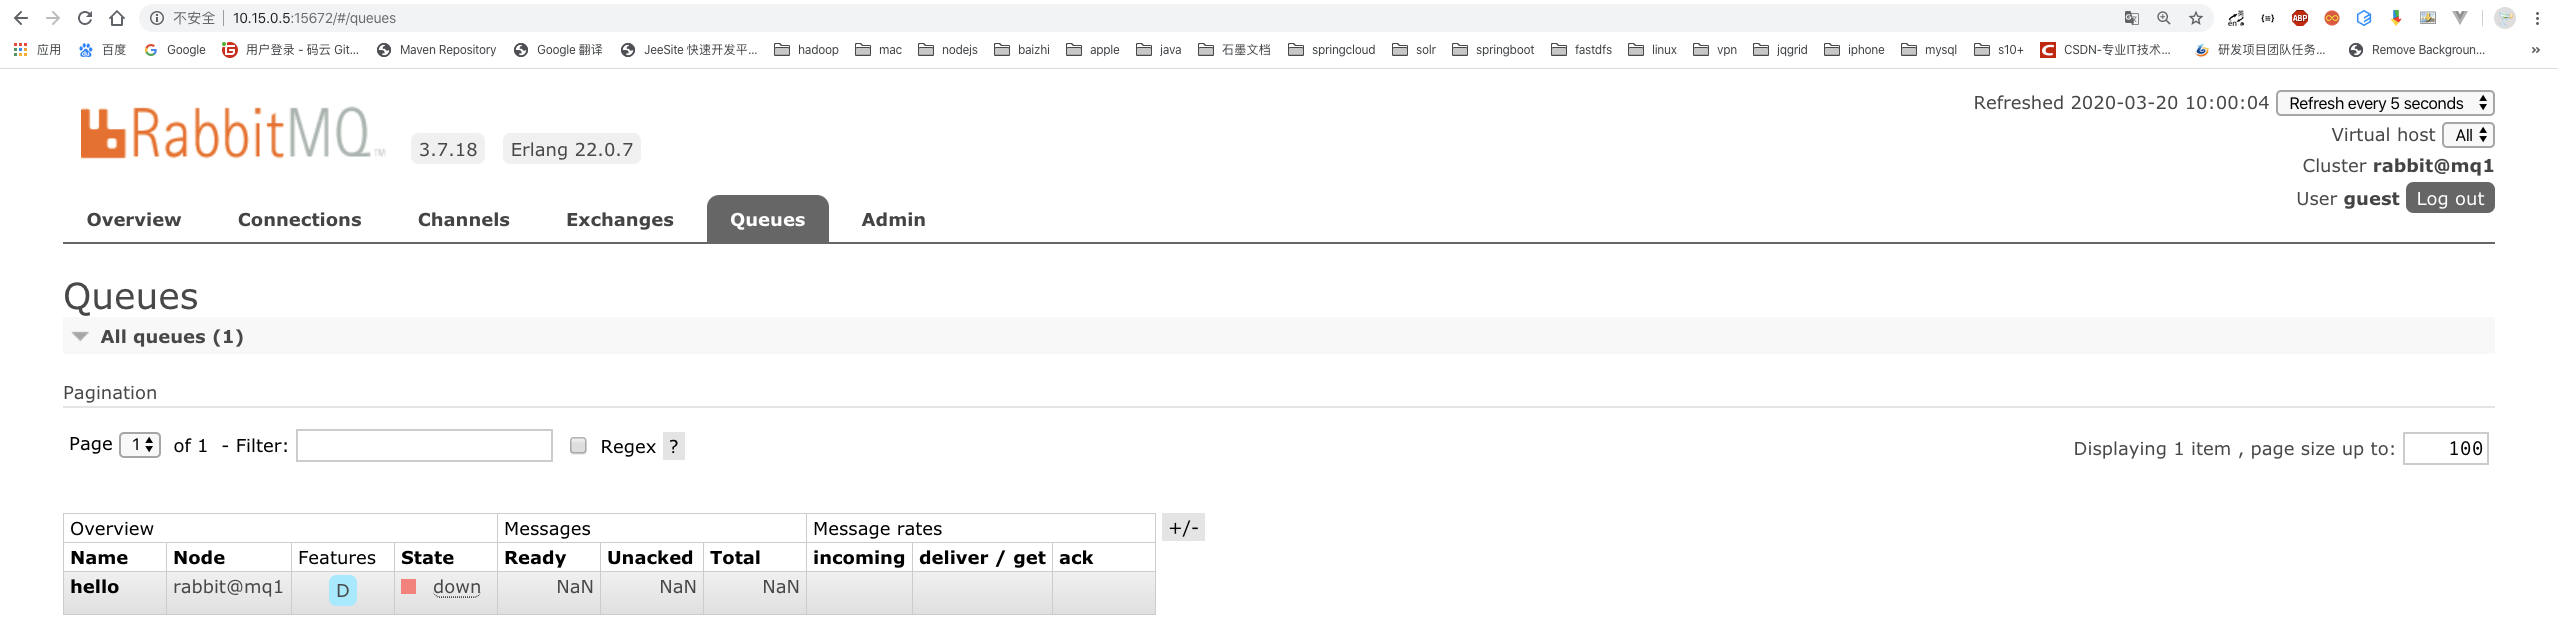 不安全 | 10.15.0.5:15672/#/queues
应用 百度 Google 用户登录 - 码云 Git... Maven Repository Google 翻译 JeeSite 快速开发平... hadoop mac nodejs baizhi apple java 石墨文档 springcloud solr springboot fastdfs linux vpn jqgrid iphone mysql s10+ CSDN-专业IT技术... 研发项目团队任务... Remove Backgroun... »
Refreshed 2020-03-20 10:00:04 Refresh every 5 seconds
RabbitMQ™ 3.7.18 Erlang 22.0.7
Virtual host All
Cluster rabbit@mq1
User guest Log out
Overview Connections Channels Exchanges Queues Admin
Queues
All queues (1)
Pagination
Page 1 of 1 - Filter: Regex ?
Displaying 1 item , page size up to: 100
Overview Messages Message rates +/-
Name Node Features State Ready Unacked Total incoming deliver / get ack
hello rabbit@mq1 D down NaN NaN NaN